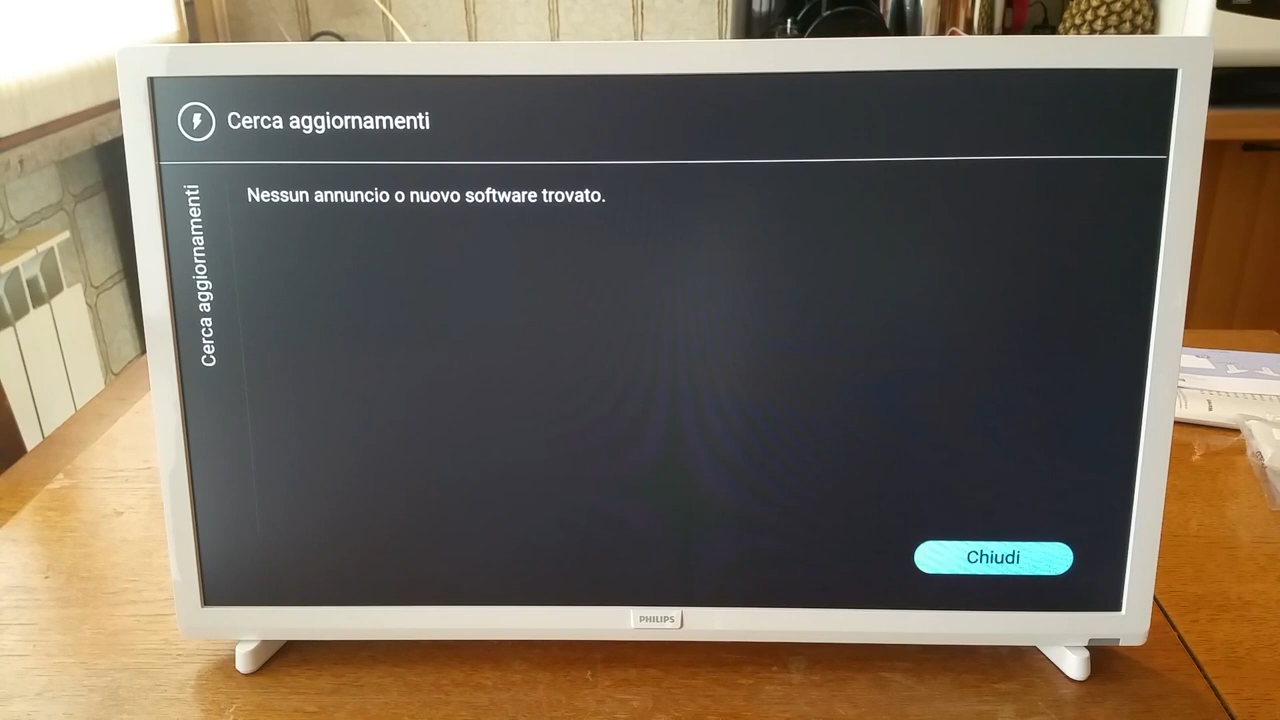 Cerca aggiornamenti
Cerca aggiornamenti
Nessun annuncio o nuovo software trovato.
Chiudi
PHILIPS